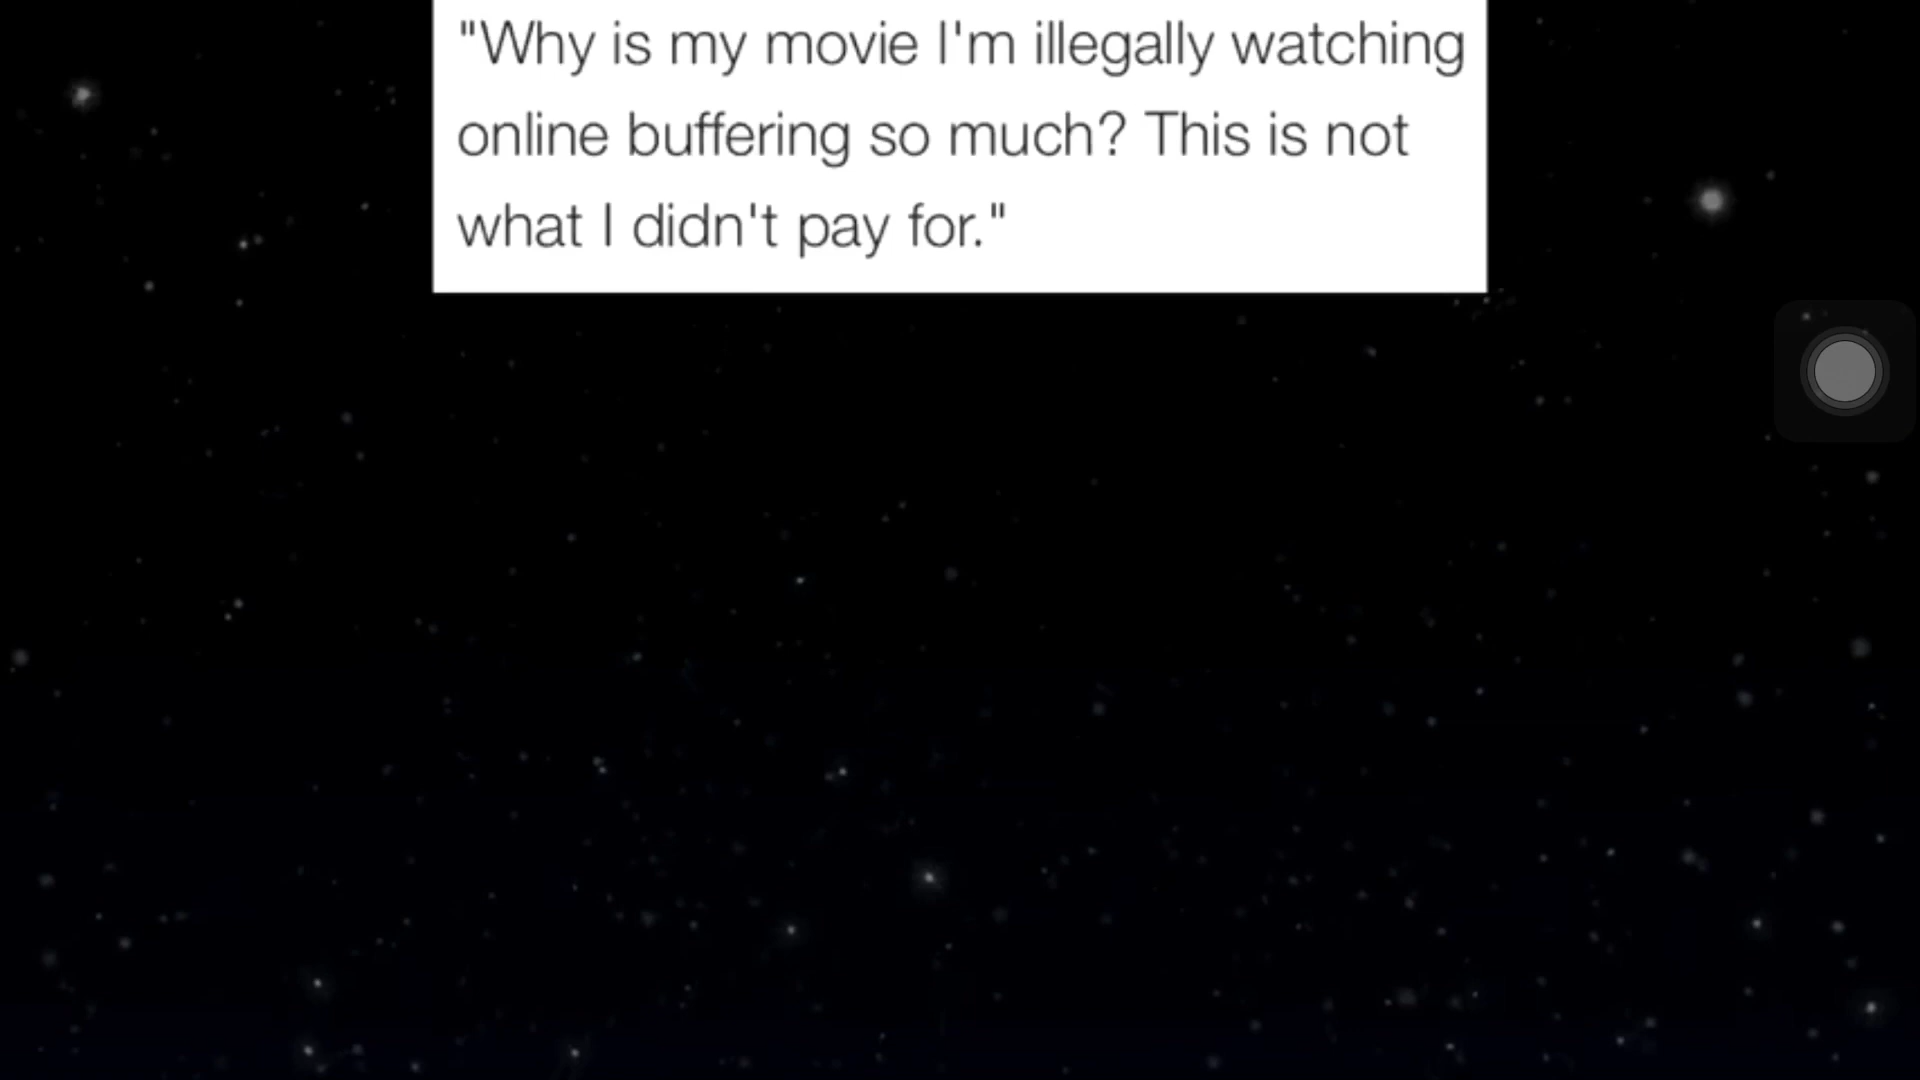 "Why is my movie I'm illegally watching
online buffering so much? This is not
what I didn't pay for."